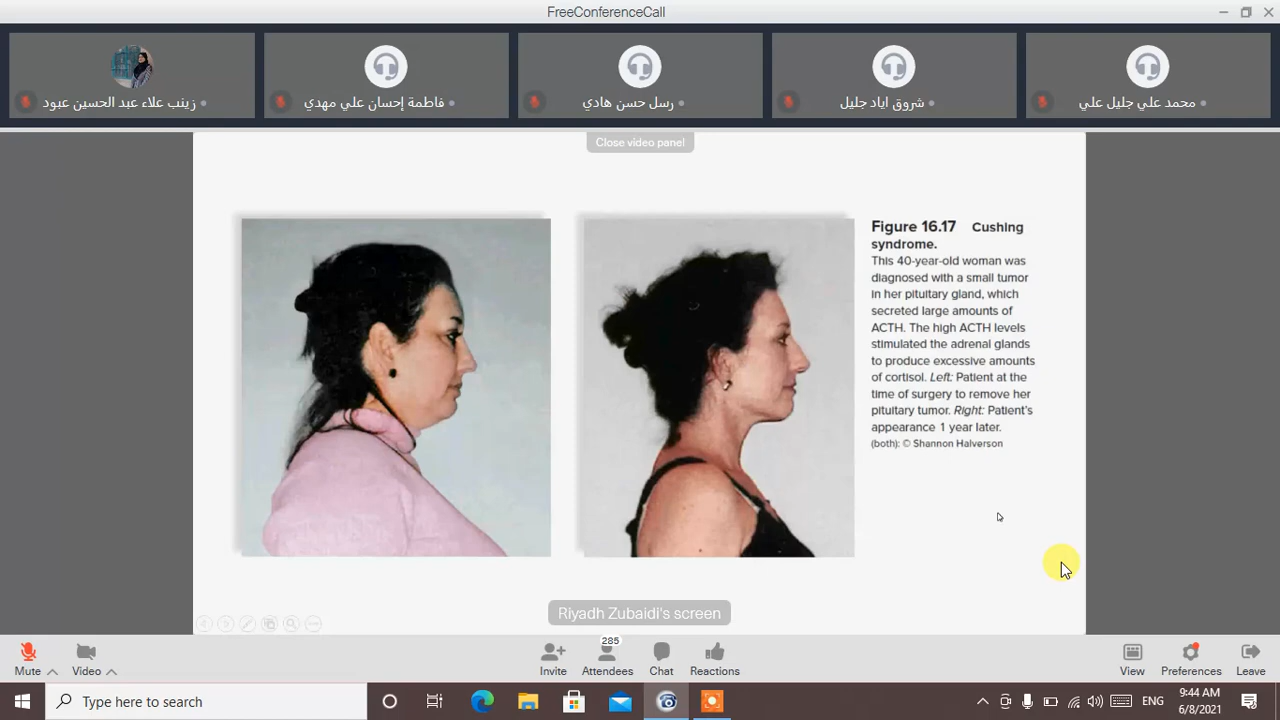 FreeConferenceCall
زينب علاء عبد الحسين عبود
فاطمة إحسان علي مهدي
رسل حسن هادي
شروق اياد جليل
محمد علي جليل علي
Close video panel
Figure 16.17 Cushing
syndrome.
This 40-year-old woman was
diagnosed with a small tumor
in her pituitary gland, which
secreted large amounts of
ACTH. The high ACTH levels
stimulated the adrenal glands
to produce excessive amounts
of cortisol. Left: Patient at the
time of surgery to remove her
pituitary tumor. Right: Patient's
appearance 1 year later.
(both): © Shannon Halverson
Riyadh Zubaidi's screen
285
Mute
Video
Invite
Attendees
Chat
Reactions
View
Preferences
Leave
Type here to search
ENG
9:44 AM
6/8/2021